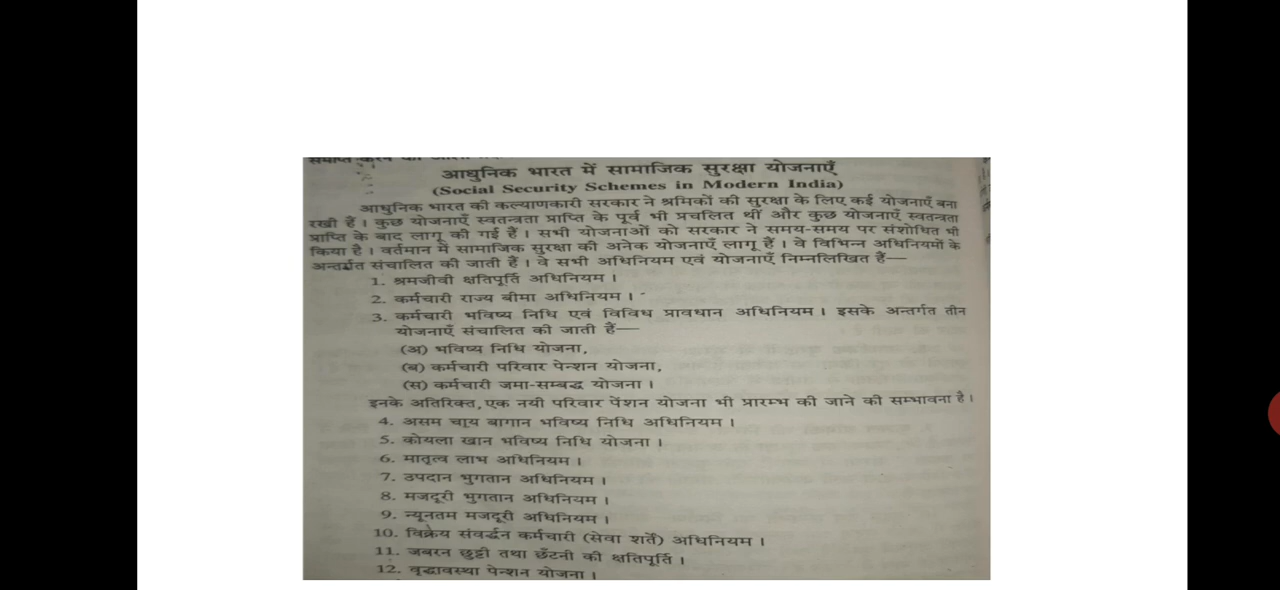 आधुनिक भारत में सामाजिक सुरक्षा योजनाएँ
(Social Security Schemes in Modern India)
आधुनिक भारत की कल्याणकारी सरकार ने श्रमिकों की सुरक्षा के लिए कई योजनाएँ बना
रखी हैं। कुछ योजनाएँ स्वतन्त्रता प्राप्ति के पूर्व भी प्रचलित थीं और कुछ योजनाएँ स्वतन्त्रता
प्राप्ति के बाद लागू की गई हैं। सभी योजनाओं को सरकार ने समय-समय पर संशोधित भी
किया है। वर्तमान में सामाजिक सुरक्षा की अनेक योजनाएँ लागू हैं। वे विभिन्न अधिनियमों के
अन्तर्गत संचालित की जाती हैं। वे सभी अधिनियम एवं योजनाएँ निम्नलिखित हैं—
1. श्रमजीवी क्षतिपूर्ति अधिनियम।
2. कर्मचारी राज्य बीमा अधिनियम।
3. कर्मचारी भविष्य निधि एवं विविध प्रावधान अधिनियम। इसके अन्तर्गत तीन
योजनाएँ संचालित की जाती हैं—
(अ) भविष्य निधि योजना,
(ब) कर्मचारी परिवार पेन्शन योजना,
(स) कर्मचारी जमा-सम्बद्ध योजना।
इनके अतिरिक्त, एक नयी परिवार पेंशन योजना भी प्रारम्भ की जाने की सम्भावना है।
4. असम चाय बागान भविष्य निधि अधिनियम।
5. कोयला खान भविष्य निधि योजना।
6. मातृत्व लाभ अधिनियम।
7. उपदान भुगतान अधिनियम।
8. मजदूरी भुगतान अधिनियम।
9. न्यूनतम मजदूरी अधिनियम।
10. विक्रय संवर्द्धन कर्मचारी (सेवा शर्तें) अधिनियम।
11. जबरन छुट्टी तथा छँटनी की क्षतिपूर्ति।
12. वृद्धावस्था पेन्शन योजना।